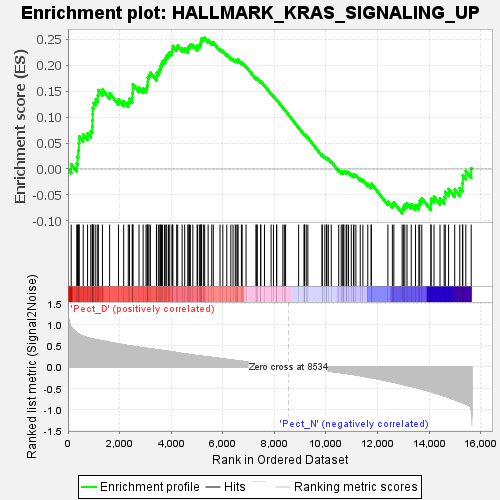 Enrichment plot: HALLMARK_KRAS_SIGNALING_UP
Enrichment score (ES)
0.25
0.20
0.15
0.10
0.05
0.00
-0.05
-0.10
'Pect_D' (positively correlated)
Ranked list metric (Signal2Noise)
1.5
1.0
0.5
0.0
-0.5
-1.0
-1.5
Zero cross at 8534
'Pect_N' (negatively correlated)
0
2,000
4,000
6,000
8,000
10,000
12,000
14,000
16,000
Rank in Ordered Dataset
Enrichment profile
Hits
Ranking metric scores